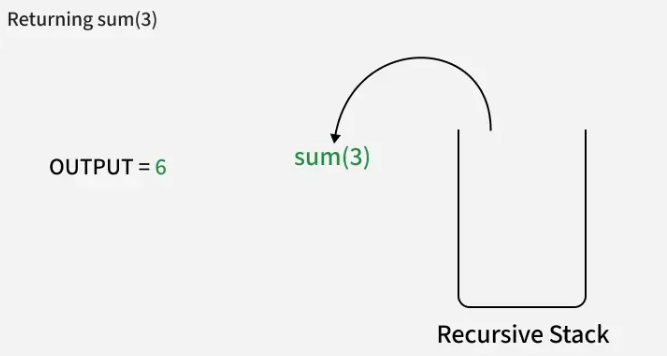 Returning sum(3)
OUTPUT = 6
sum(3)
Recursive Stack